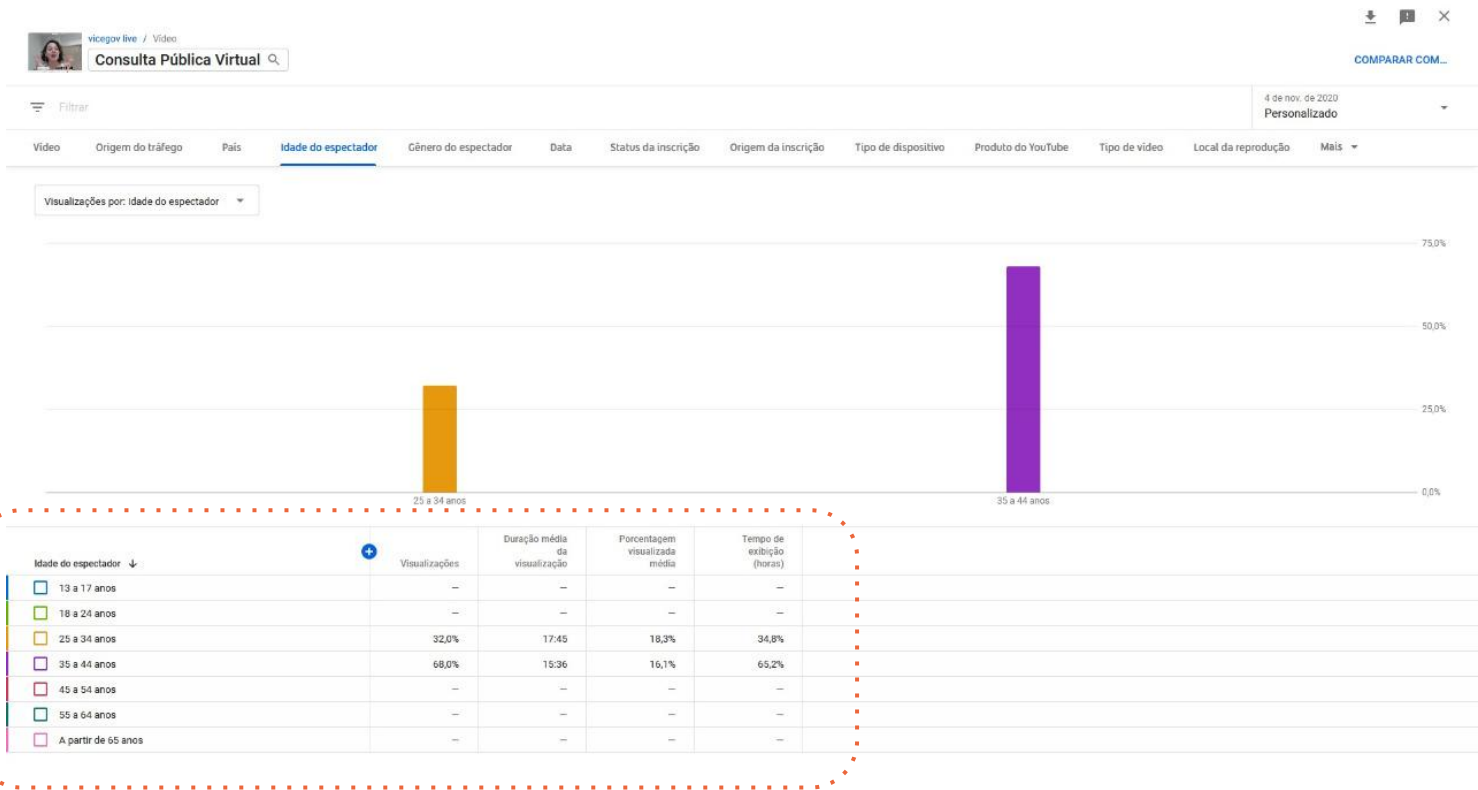 vicegov live / Vídeo
Consulta Pública Virtual
COMPARAR COM...
Filtrar
4 de nov. de 2020
Personalizado
Vídeo Origem do tráfego País Idade do espectador Gênero do espectador Data Status da inscrição Origem da inscrição Tipo de dispositivo Produto do YouTube Tipo de vídeo Local da reprodução Mais
Visualizações por: Idade do espectador
75,0%
50,0%
25,0%
0,0%
25 a 34 anos 35 a 44 anos
Idade do espectador Visualizações Duração média da visualização Porcentagem visualizada média Tempo de exibição (horas)
13 a 17 anos – – – –
18 a 24 anos – – – –
25 a 34 anos 32,0% 17:45 18,3% 34,8%
35 a 44 anos 68,0% 15:36 16,1% 65,2%
45 a 54 anos – – – –
55 a 64 anos – – – –
A partir de 65 anos – – – –